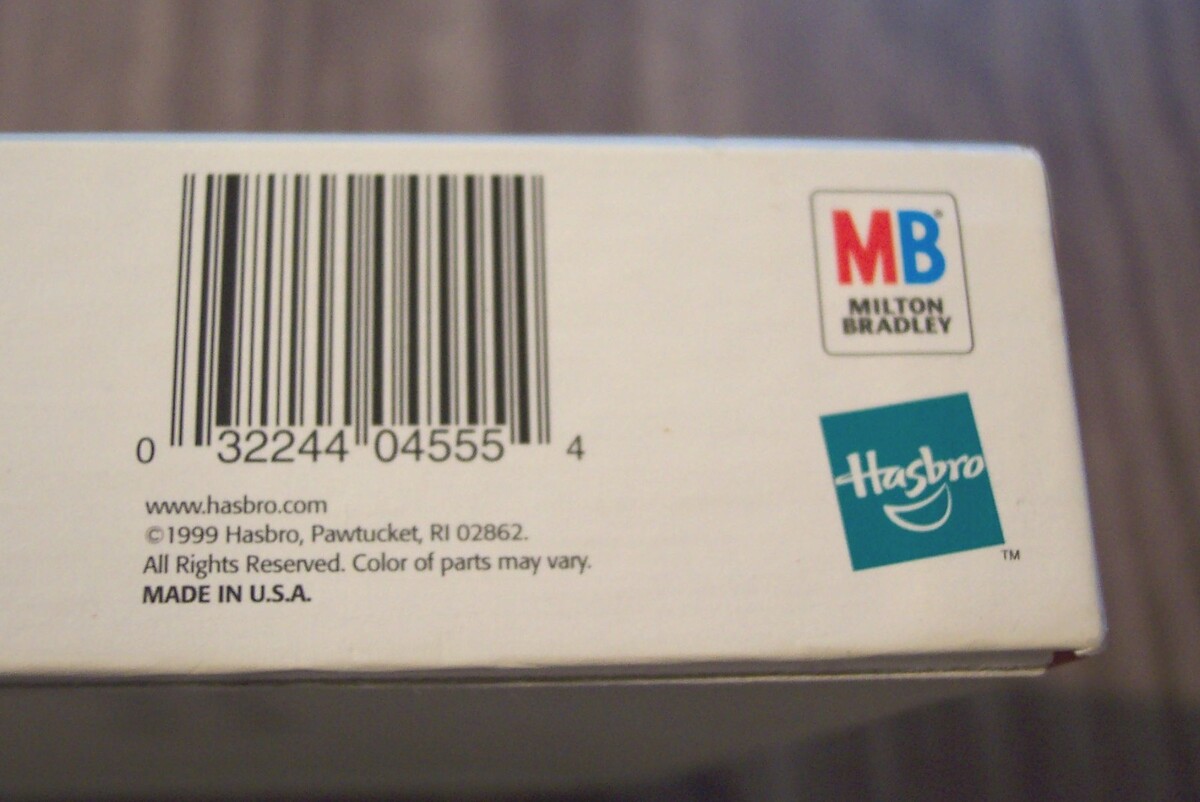 0 32244 04555 4
www.hasbro.com
©1999 Hasbro, Pawtucket, RI 02862.
All Rights Reserved. Color of parts may vary.
MADE IN U.S.A.
MB®
MILTON
BRADLEY
Hasbro
TM